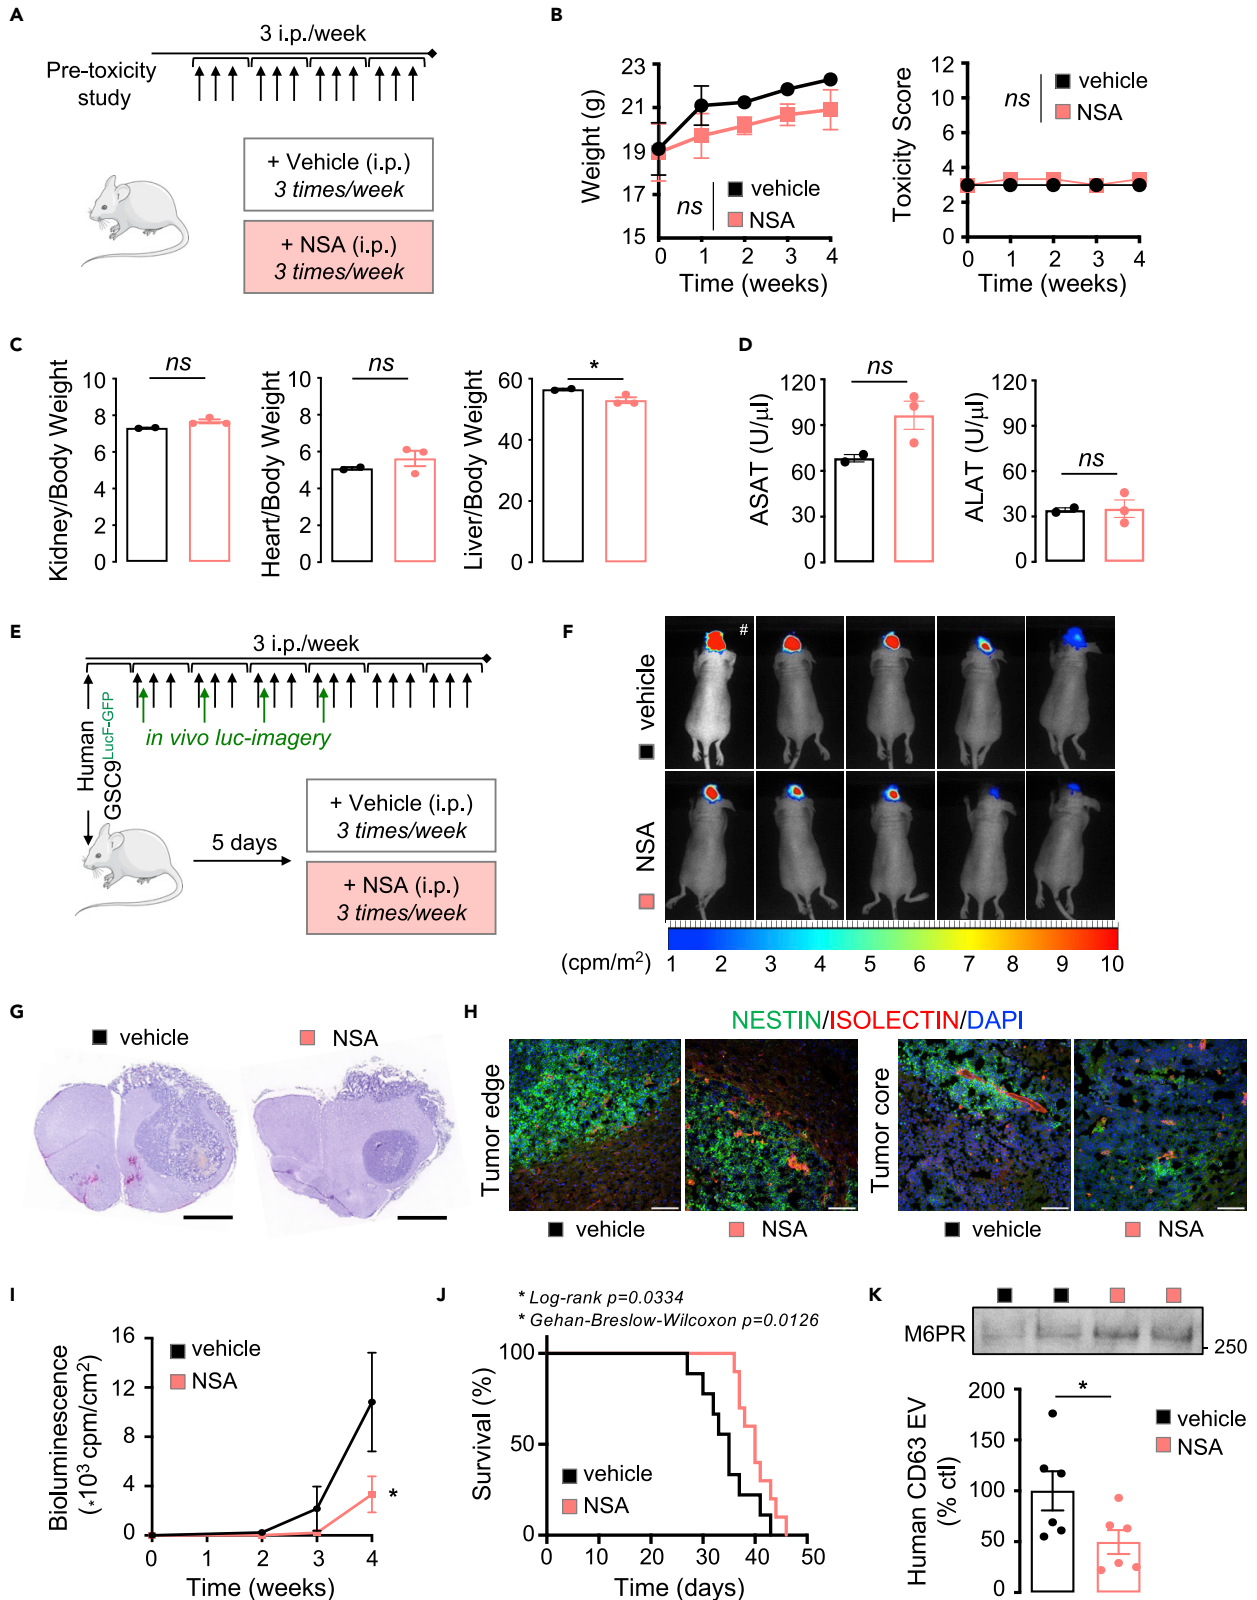 A
3 i.p./week
Pre-toxicity
study
+ Vehicle (i.p.)
3 times/week
+ NSA (i.p.)
3 times/week
B
Weight (g)
23
21
19
17
15
ns
vehicle
NSA
0 1 2 3 4
Time (weeks)
Toxicity Score
12
10
8
6
4
2
0
ns
vehicle
NSA
0 1 2 3 4
Time (weeks)
C
Kidney/Body Weight
10
8
6
4
2
0
ns
Heart/Body Weight
10
8
6
4
2
0
ns
Liver/Body Weight
60
40
20
0
*
D
ASAT (U/µl)
120
90
60
30
0
ns
ALAT (U/µl)
120
90
60
30
0
ns
E
3 i.p./week
Human
GSC9LucF-GFP
in vivo luc-imagery
5 days
+ Vehicle (i.p.)
3 times/week
+ NSA (i.p.)
3 times/week
F
vehicle
#
NSA
(cpm/m²)
1 2 3 4 5 6 7 8 9 10
G
vehicle
NSA
H
NESTIN/ISOLECTIN/DAPI
Tumor edge
vehicle
NSA
Tumor core
vehicle
NSA
I
Bioluminescence
(*10³ cpm/cm²)
16
12
8
4
0
vehicle
NSA
*
0 1 2 3 4
Time (weeks)
J
* Log-rank p=0.0334
* Gehan-Breslow-Wilcoxon p=0.0126
Survival (%)
100
50
0
vehicle
NSA
0 10 20 30 40 50
Time (days)
K
M6PR
- 250
Human CD63 EV
(% ctl)
200
150
100
50
0
*
vehicle
NSA